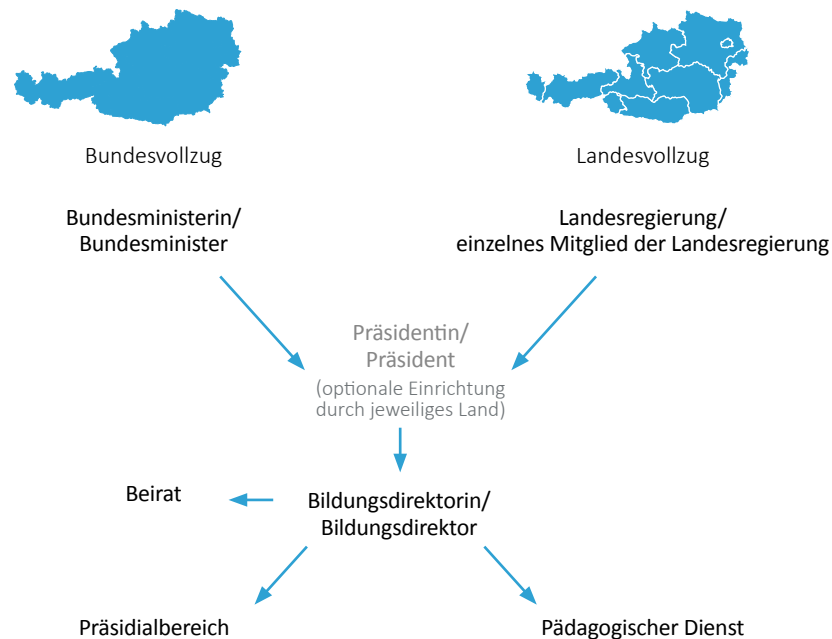 Bundesvollzug
Landesvollzug
Bundesministerin/
Bundesminister
Landesregierung/
einzelnes Mitglied der Landesregierung
Präsidentin/
Präsident
(optionale Einrichtung
durch jeweiliges Land)
Beirat
Bildungsdirektorin/
Bildungsdirektor
Präsidialbereich
Pädagogischer Dienst